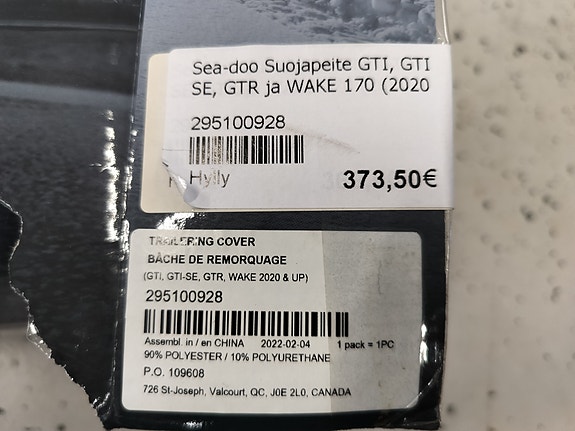 Sea-doo Suojapeite GTI, GTI
SE, GTR ja WAKE 170 (2020
295100928
Hylly
373,50€
TRAILERING COVER
BÂCHE DE REMORQUAGE
(GTI, GTI-SE, GTR, WAKE 2020 & UP)
295100928
Assembl. in / en CHINA 2022-02-04 1 pack = 1PC
90% POLYESTER / 10% POLYURETHANE
P.O. 109608
726 St-Joseph, Valcourt, QC, J0E 2L0, CANADA